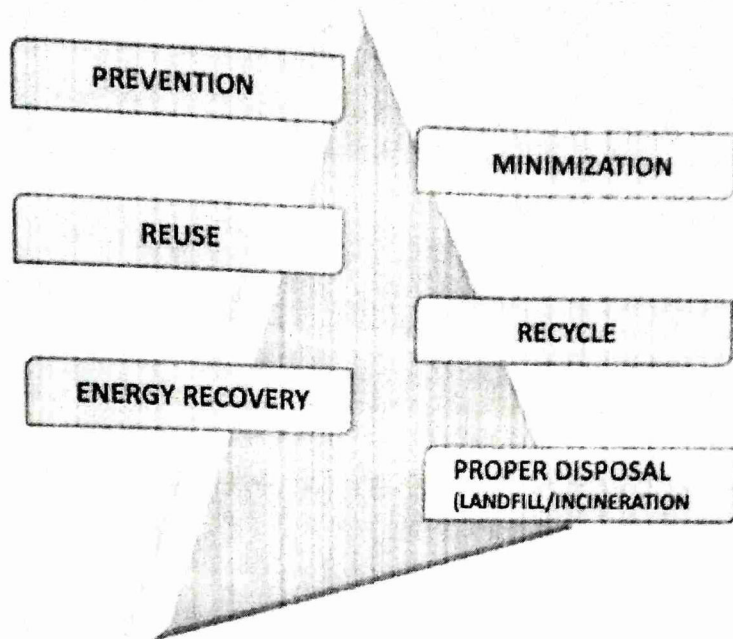 PREVENTION
MINIMIZATION
REUSE
RECYCLE
ENERGY RECOVERY
PROPER DISPOSAL
(LANDFILL/INCINERATION